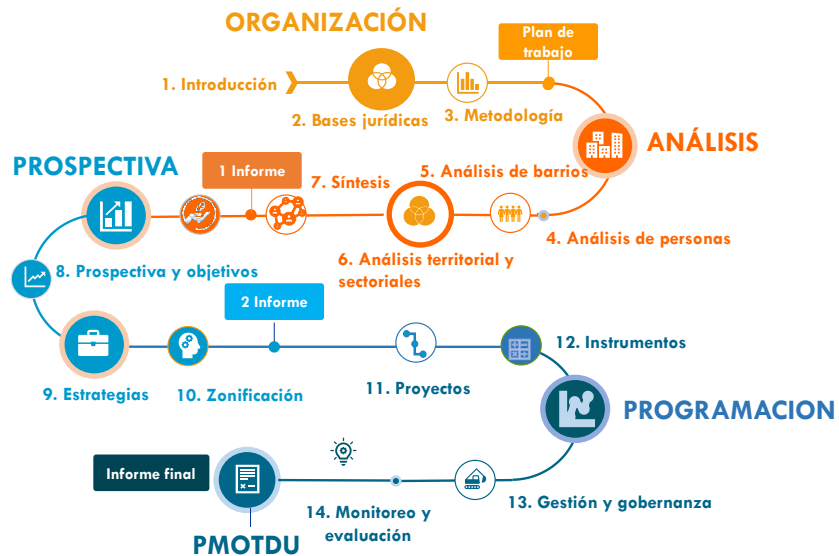 ORGANIZACIÓN
Plan de
trabajo
1. Introducción
2. Bases jurídicas
3. Metodología
ANÁLISIS
PROSPECTIVA
1 Informe
7. Síntesis
5. Análisis de barrios
4. Análisis de personas
6. Análisis territorial y
sectoriales
8. Prospectiva y objetivos
2 Informe
12. Instrumentos
9. Estrategias
10. Zonificación
11. Proyectos
PROGRAMACION
Informe final
14. Monitoreo y
evaluación
13. Gestión y gobernanza
PMOTDU